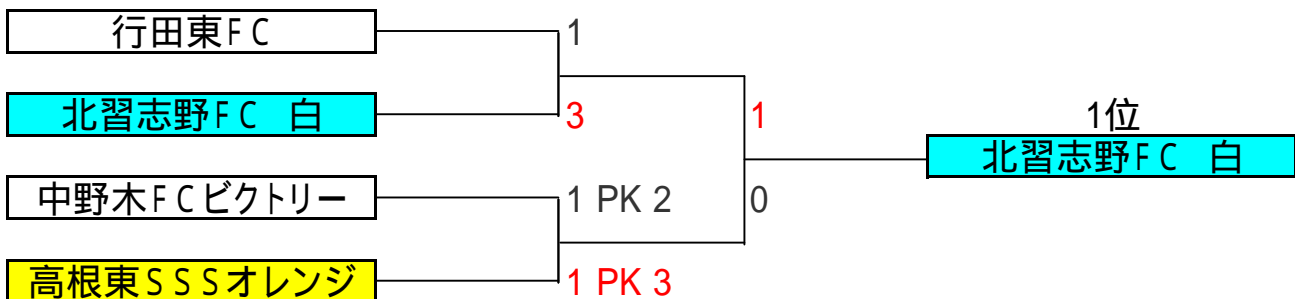 行田東FC 1
北習志野FC 白 3 1 1位
北習志野FC 白
中野木FCビクトリー 1 PK 2 0
高根東SSSオレンジ 1 PK 3